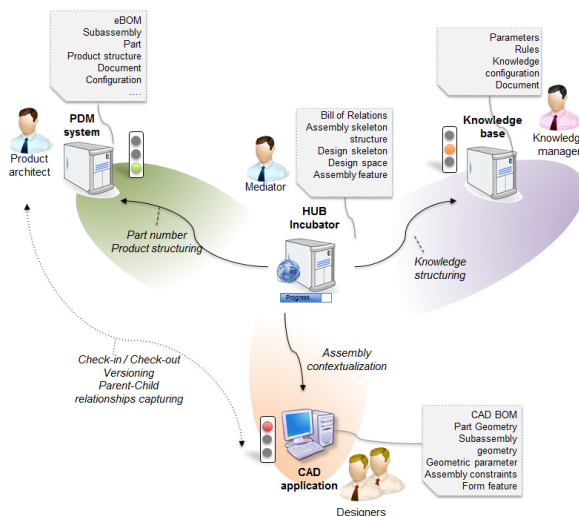 eBOM
Subassembly
Part
Product structure
Document
Configuration
....
PDM
system
Product
architect
Bill of Relations
Assembly skeleton
structure
Design skeleton
Design space
Assembly feature
Mediator
HUB
Incubator
Progress...
Parameters
Rules
Knowledge
configuration
Document
Knowledge
base
Knowledge
manager
Part number
Product structuring
Knowledge
structuring
Check-in / Check-out
Versioning
Parent-Child
relationships capturing
Assembly
contextualization
CAD
application
Designers
CAD BOM
Part Geometry
Subassembly
geometry
Geometric parameter
Assembly constraints
Form feature